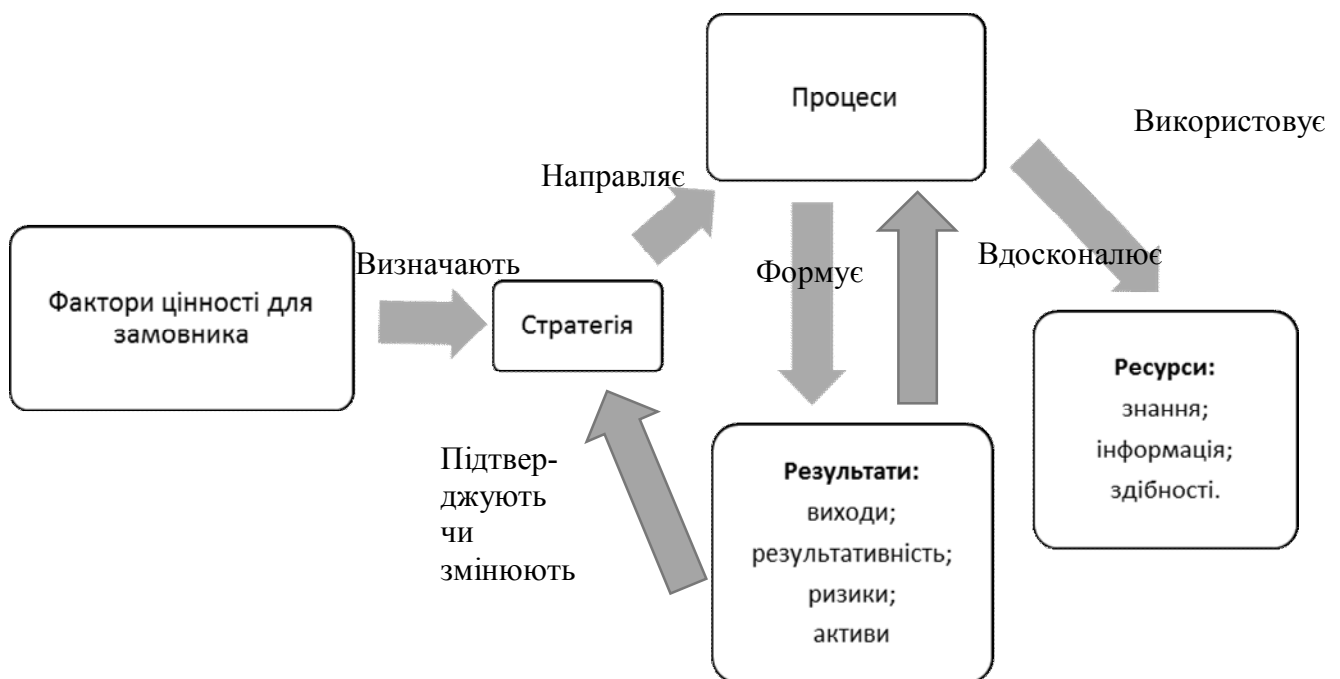 Процеси
Використовує
Направляє
Визначають
Формує
Вдосконалює
Фактори цінності для
замовника
Стратегія
Ресурси:
знання;
інформація;
здібності.
Підтвер-
джують
чи
змінюють
Результати:
виходи;
результативність;
ризики;
активи